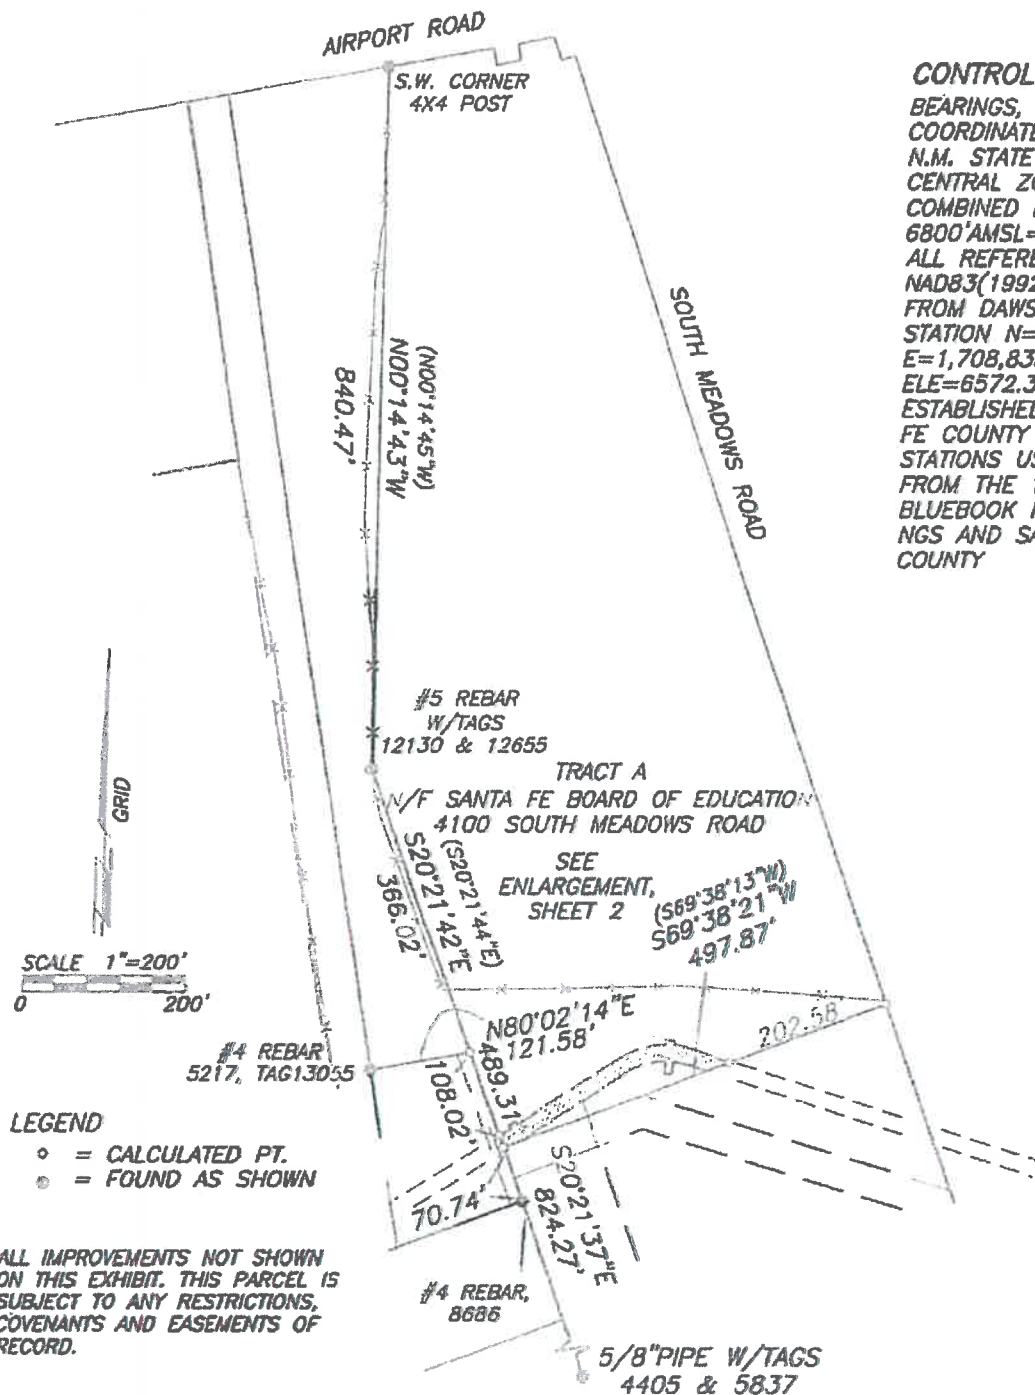 AIRPORT ROAD
S.W. CORNER
4X4 POST
CONTROL
BEARINGS,
COORDINATE
N.M. STATE
CENTRAL
COMBINED
6800'AMSL=
ALL
NAD83(1992
FROM DAWS
STATION N=
E=1,708,83
ELE=6572.3
ESTABLISHED
FE COUNTY
STATIONS
FROM THE
BLUEBOOK
NGS AND
COUNTY
SOUTH MEADOWS ROAD
(N00°14'45"W)
N00°14'43"W
840.47'
#5 REBAR
W/TAGS
12130 & 12655
TRACT A
N/F SANTA FE BOARD OF EDUCATION
4100 SOUTH MEADOWS ROAD
SEE
ENLARGEMENT,
SHEET 2
(S20°21'44"E)
S20°21'42"E
366.02'
(S69°38'13"W)
S69°38'21"W
497.87'
GRID
SCALE 1"=200'
0 200'
N80°02'14"E
121.58'
202.58'
#4 REBAR
5217, TAG13055
489.31'
108.02'
LEGEND
= CALCULATED PT.
= FOUND AS SHOWN
70.74'
S20°21'37"E
824.27'
ALL IMPROVEMENTS NOT SHOWN
ON THIS EXHIBIT. THIS PARCEL IS
SUBJECT TO ANY RESTRICTIONS,
COVENANTS AND EASEMENTS OF
RECORD.
#4 REBAR,
8686
5/8"PIPE W/TAGS
4405 & 5837